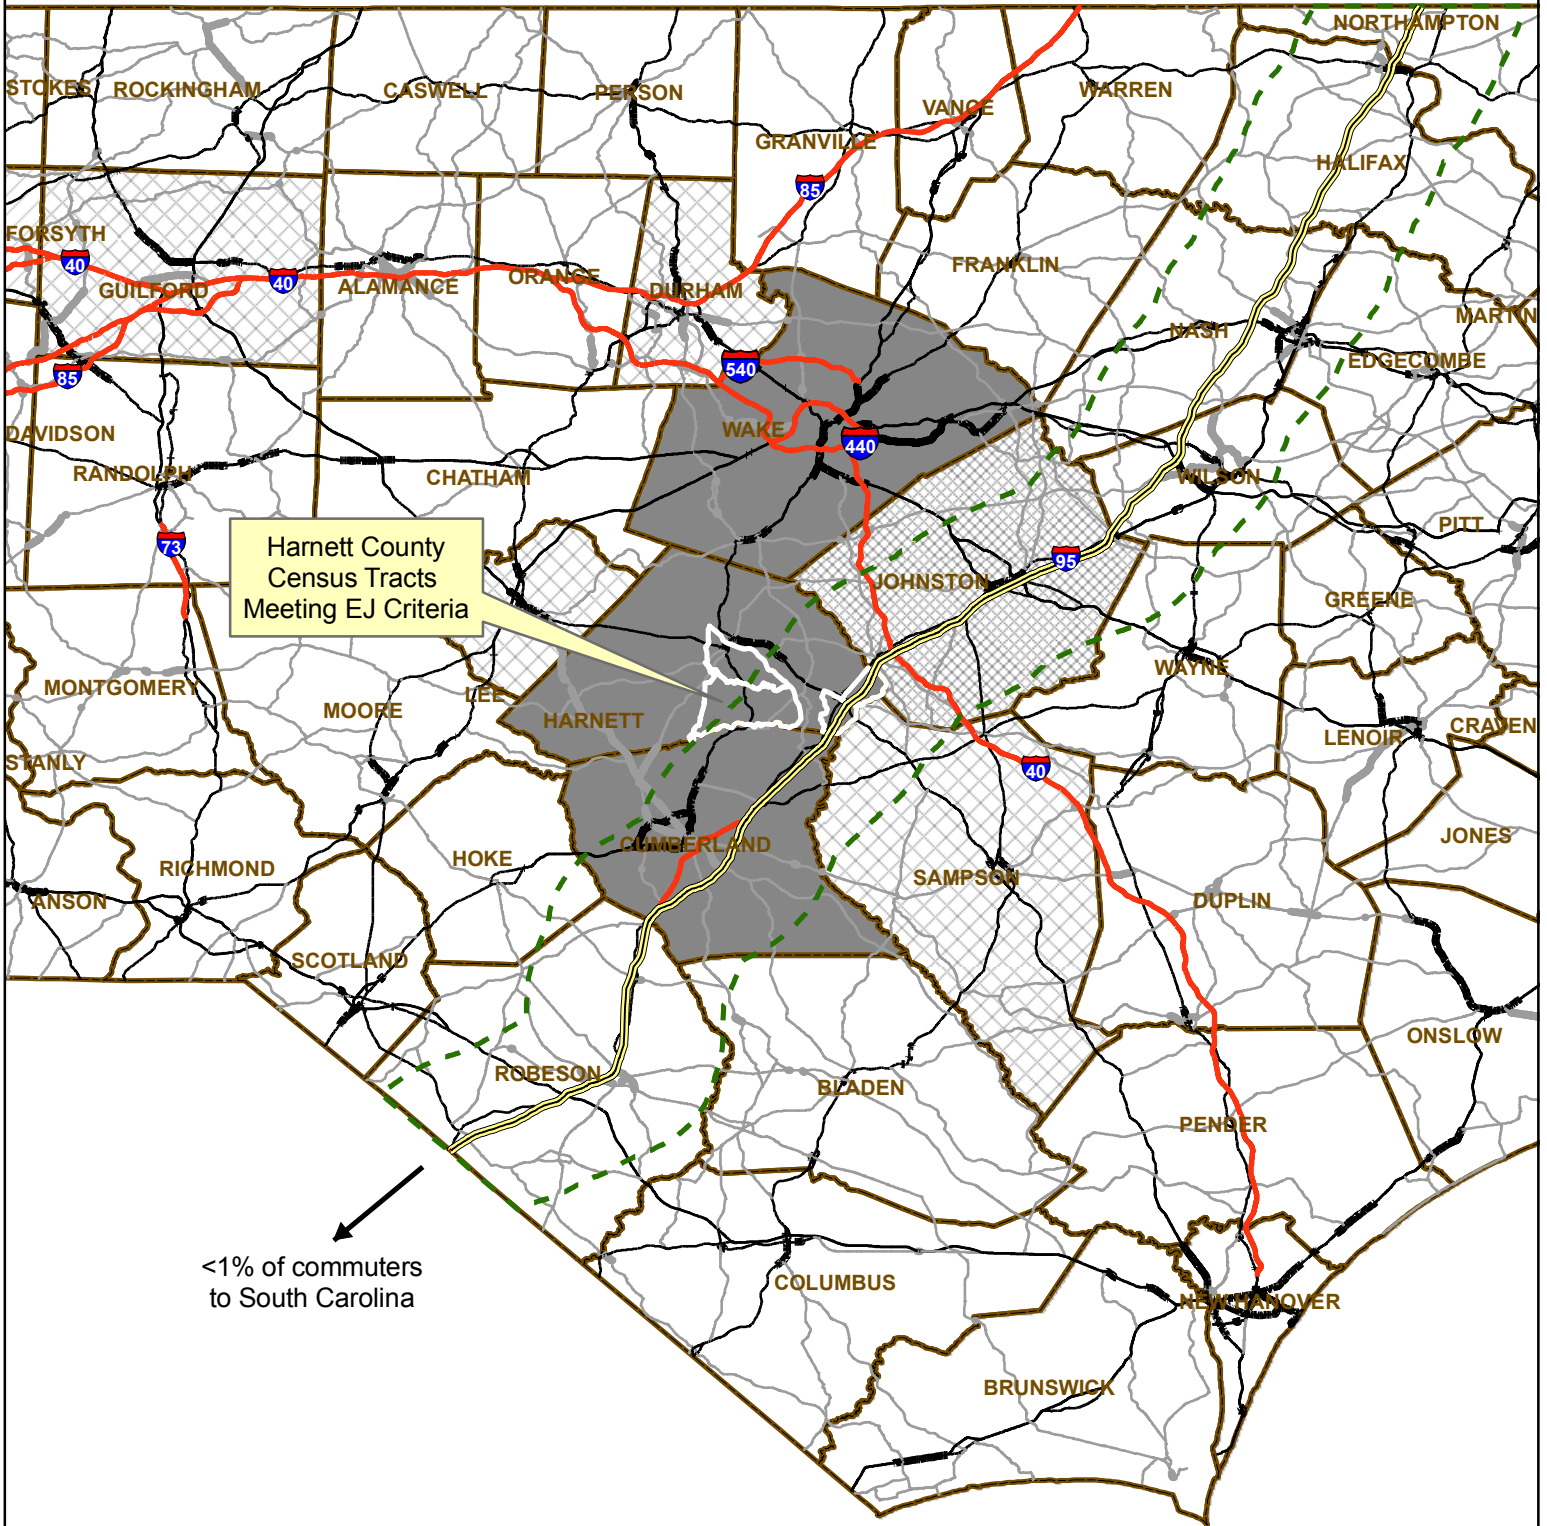 NORTHAMPTON
STOKES
ROCKINGHAM
CASWELL
PERSON
VANCE
WARREN
GRANVILLE
HALIFAX
85
FORSYTH
40
GUILFORD
40
ALAMANCE
ORANGE
DURHAM
FRANKLIN
NASH
MARTIN
EDGECOMBE
540
85
DAVIDSON
WAKE
440
RANDOLPH
CHATHAM
WILSON
PITT
73
Harnett County
Census Tracts
Meeting EJ Criteria
95
JOHNSTON
GREENE
MONTGOMERY
LEE
MOORE
HARNETT
WAYNE
LENOIR
CRAVEN
STANLY
40
CUMBERLAND
JONES
HOKE
RICHMOND
SAMPSON
ANSON
DUPLIN
SCOTLAND
ONSLOW
ROBESON
BLADEN
PENDER
<1% of commuters
to South Carolina
COLUMBUS
NEW HANOVER
BRUNSWICK